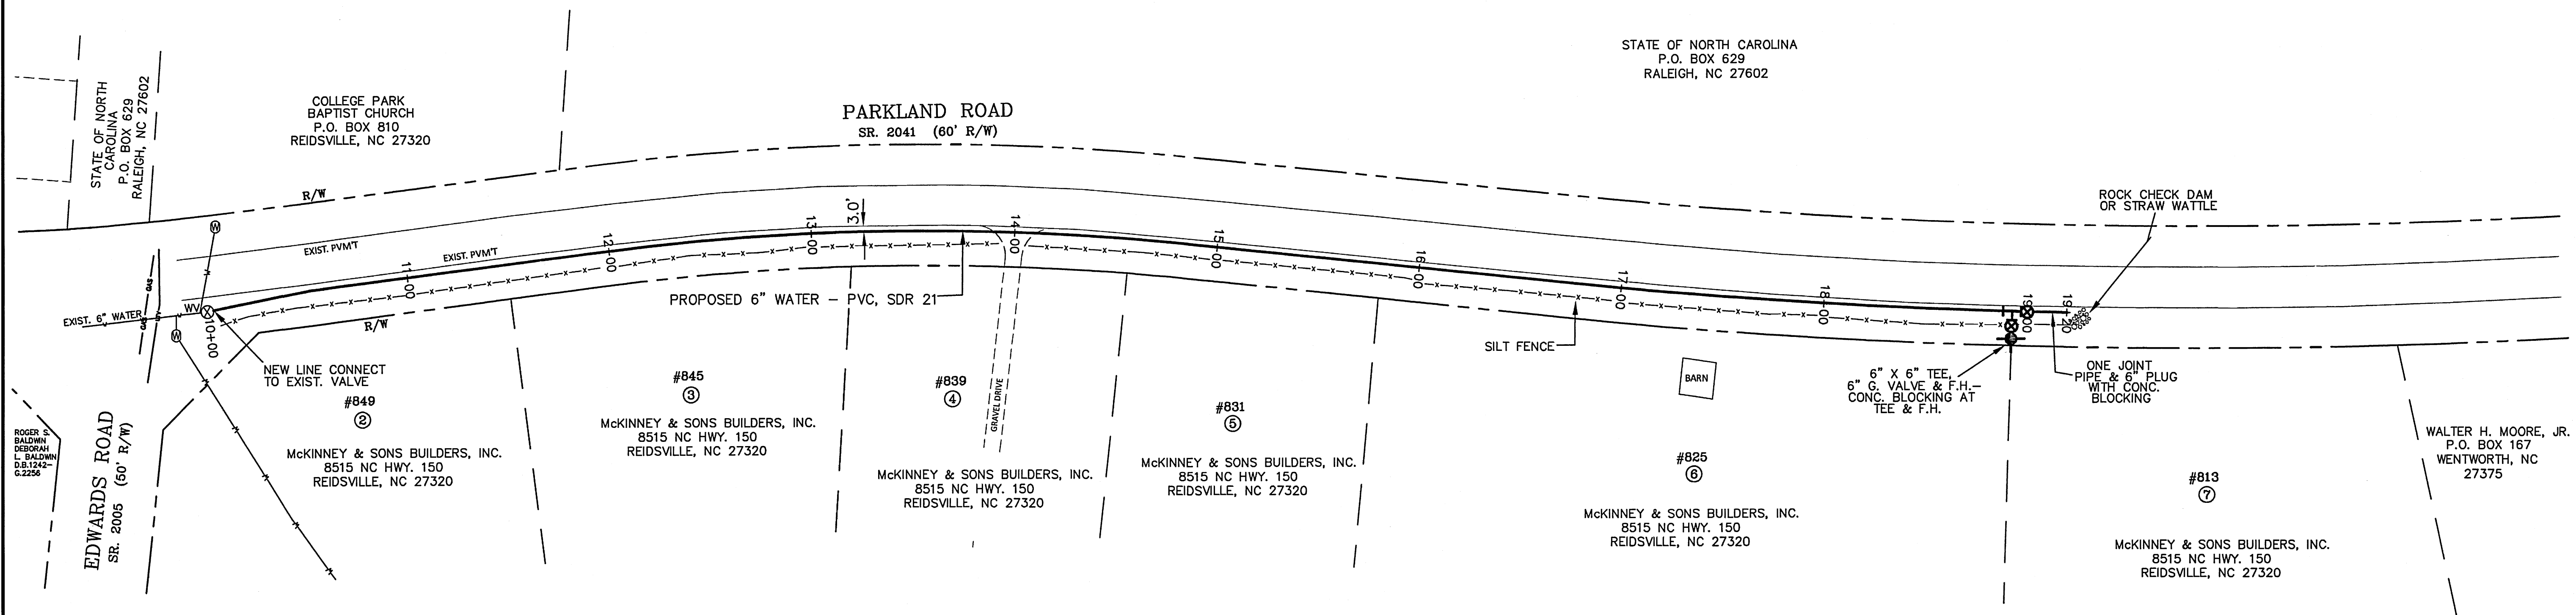 STATE OF NORTH
CAROLINA
P.O. BOX 629
RALEIGH, NC 27602
COLLEGE PARK
BAPTIST CHURCH
P.O. BOX 810
REIDSVILLE, NC 27320
PARKLAND ROAD
SR. 2041 (60' R/W)
STATE OF NORTH CAROLINA
P.O. BOX 629
RALEIGH, NC 27602
ROCK CHECK DAM
OR STRAW WATTLE
R/W
W
EXIST. PVM'T
EXIST. PVM'T
3.0'
10+00
11+00
12+00
13+00
14+00
15+00
16+00
17+00
18+00
19+00
19+20
GAS
GAS
EXIST. 6" WATER
WV
W
R/W
PROPOSED 6" WATER – PVC, SDR 21
SILT FENCE
NEW LINE CONNECT
TO EXIST. VALVE
6" X 6" TEE,
6" G. VALVE & F.H.–
CONC. BLOCKING AT
TEE & F.H.
ONE JOINT
PIPE & 6" PLUG
WITH CONC.
BLOCKING
BARN
GRAVEL DRIVE
ROGER S.
BALDWIN
DEBORAH
L. BALDWIN
D.B.1242–
G.2256
EDWARDS ROAD
SR. 2005 (50' R/W)
#849
2
McKINNEY & SONS BUILDERS, INC.
8515 NC HWY. 150
REIDSVILLE, NC 27320
#845
3
McKINNEY & SONS BUILDERS, INC.
8515 NC HWY. 150
REIDSVILLE, NC 27320
#839
4
McKINNEY & SONS BUILDERS, INC.
8515 NC HWY. 150
REIDSVILLE, NC 27320
#831
5
McKINNEY & SONS BUILDERS, INC.
8515 NC HWY. 150
REIDSVILLE, NC 27320
#825
6
McKINNEY & SONS BUILDERS, INC.
8515 NC HWY. 150
REIDSVILLE, NC 27320
#813
7
McKINNEY & SONS BUILDERS, INC.
8515 NC HWY. 150
REIDSVILLE, NC 27320
WALTER H. MOORE, JR.
P.O. BOX 167
WENTWORTH, NC
27375